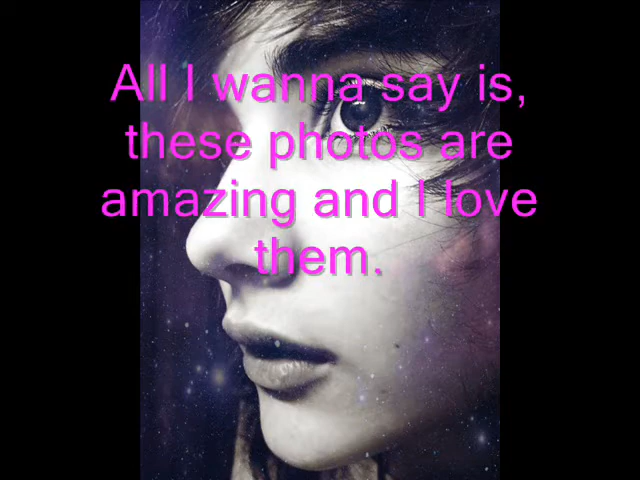 All I wanna say is,
these photos are
amazing and I love
them.